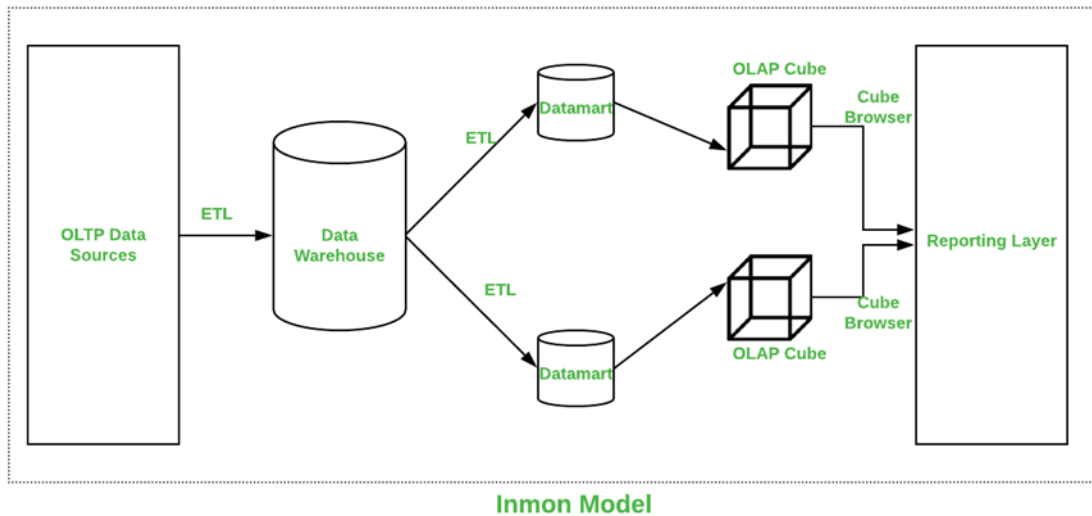 OLTP Data
Sources
ETL
Data
Warehouse
ETL
ETL
Datamart
Datamart
OLAP Cube
OLAP Cube
Cube
Browser
Cube
Browser
Reporting Layer
Inmon Model